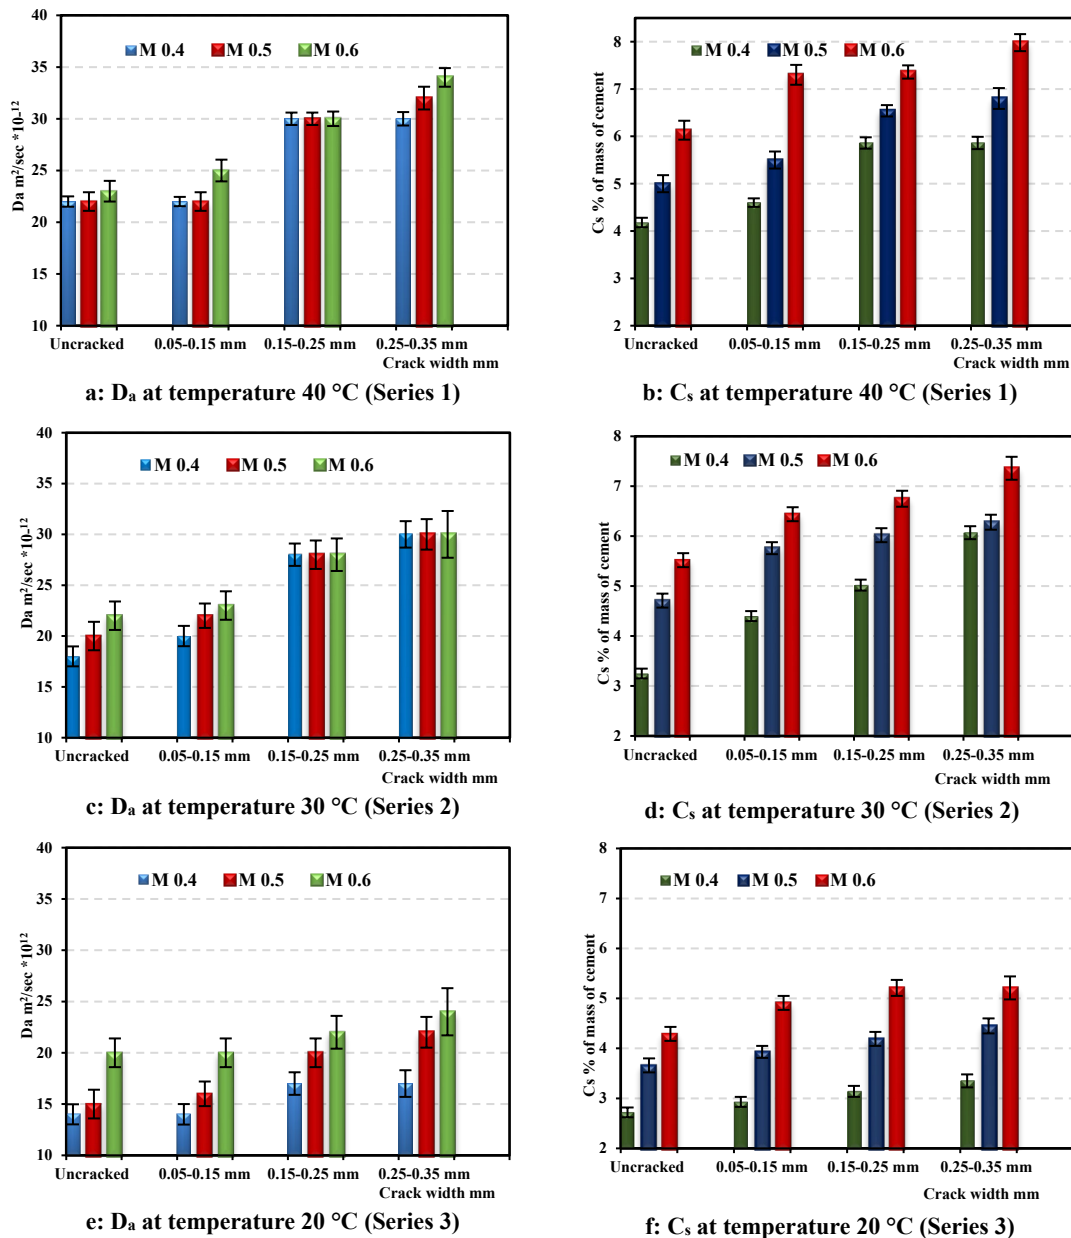 40
35
30
25
20
15
10
Da m²/sec *10⁻¹²
M 0.4 M 0.5 M 0.6
Uncracked 0.05-0.15 mm 0.15-0.25 mm 0.25-0.35 mm
Crack width mm
a: Dₐ at temperature 40 °C (Series 1)
8
7
6
5
4
3
2
Cs % of mass of cement
M 0.4 M 0.5 M 0.6
Uncracked 0.05-0.15 mm 0.15-0.25 mm 0.25-0.35 mm
Crack width mm
b: Cₛ at temperature 40 °C (Series 1)
40
35
30
25
20
15
10
Da m²/sec *10⁻¹²
M 0.4 M 0.5 M 0.6
Uncracked 0.05-0.15 mm 0.15-0.25 mm 0.25-0.35 mm
Crack width mm
c: Dₐ at temperature 30 °C (Series 2)
8
7
6
5
4
3
2
Cs % of mass of cement
M 0.4 M 0.5 M 0.6
Uncracked 0.05-0.15 mm 0.15-0.25 mm 0.25-0.35 mm
Crack width mm
d: Cₛ at temperature 30 °C (Series 2)
40
35
30
25
20
15
10
Da m²/sec *10¹²
M 0.4 M 0.5 M 0.6
Uncracked 0.05-0.15 mm 0.15-0.25 mm 0.25-0.35 mm
Crack width mm
e: Dₐ at temperature 20 °C (Series 3)
8
7
6
5
4
3
2
Cs % of mass of cement
M 0.4 M 0.5 M 0.6
Uncracked 0.05-0.15 mm 0.15-0.25 mm 0.25-0.35 mm
Crack width mm
f: Cₛ at temperature 20 °C (Series 3)